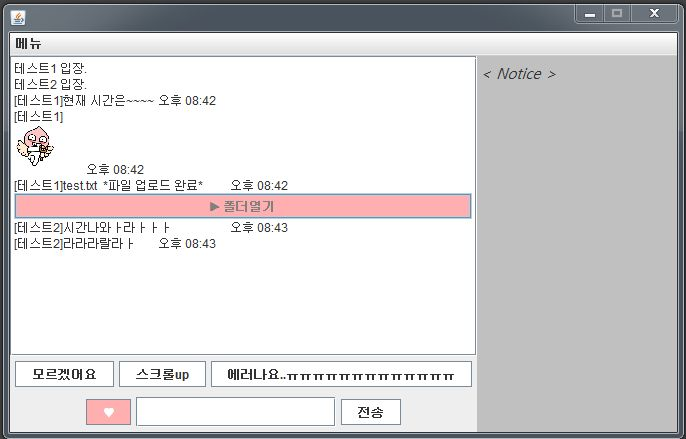 메뉴
테스트1 입장.
테스트2 입장.
[테스트1]현재 시간은~~~~ 오후 08:42
[테스트1]
오후 08:42
[테스트1]test.txt *파일 업로드 완료* 오후 08:42
▶ 폴더열기
[테스트2]시간나와ㅏ라ㅏㅏㅏ 오후 08:43
[테스트2]라라라랄라ㅏ 오후 08:43
< Notice >
모르겠어요
스크롤up
에러나요..ㅠㅠㅠㅠㅠㅠㅠㅠㅠㅠㅠㅠㅠ
♥
전송